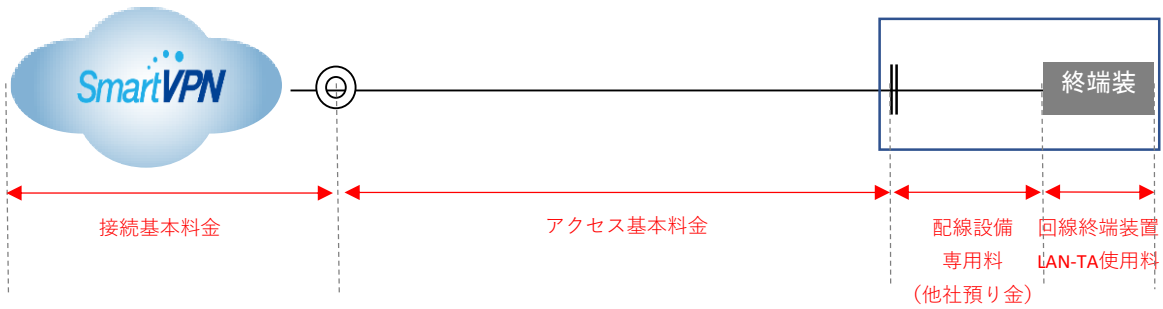 SmartVPN
終端装
接続基本料金
アクセス基本料金
配線設備
専用料
（他社預り金）
回線終端装置
LAN-TA使用料